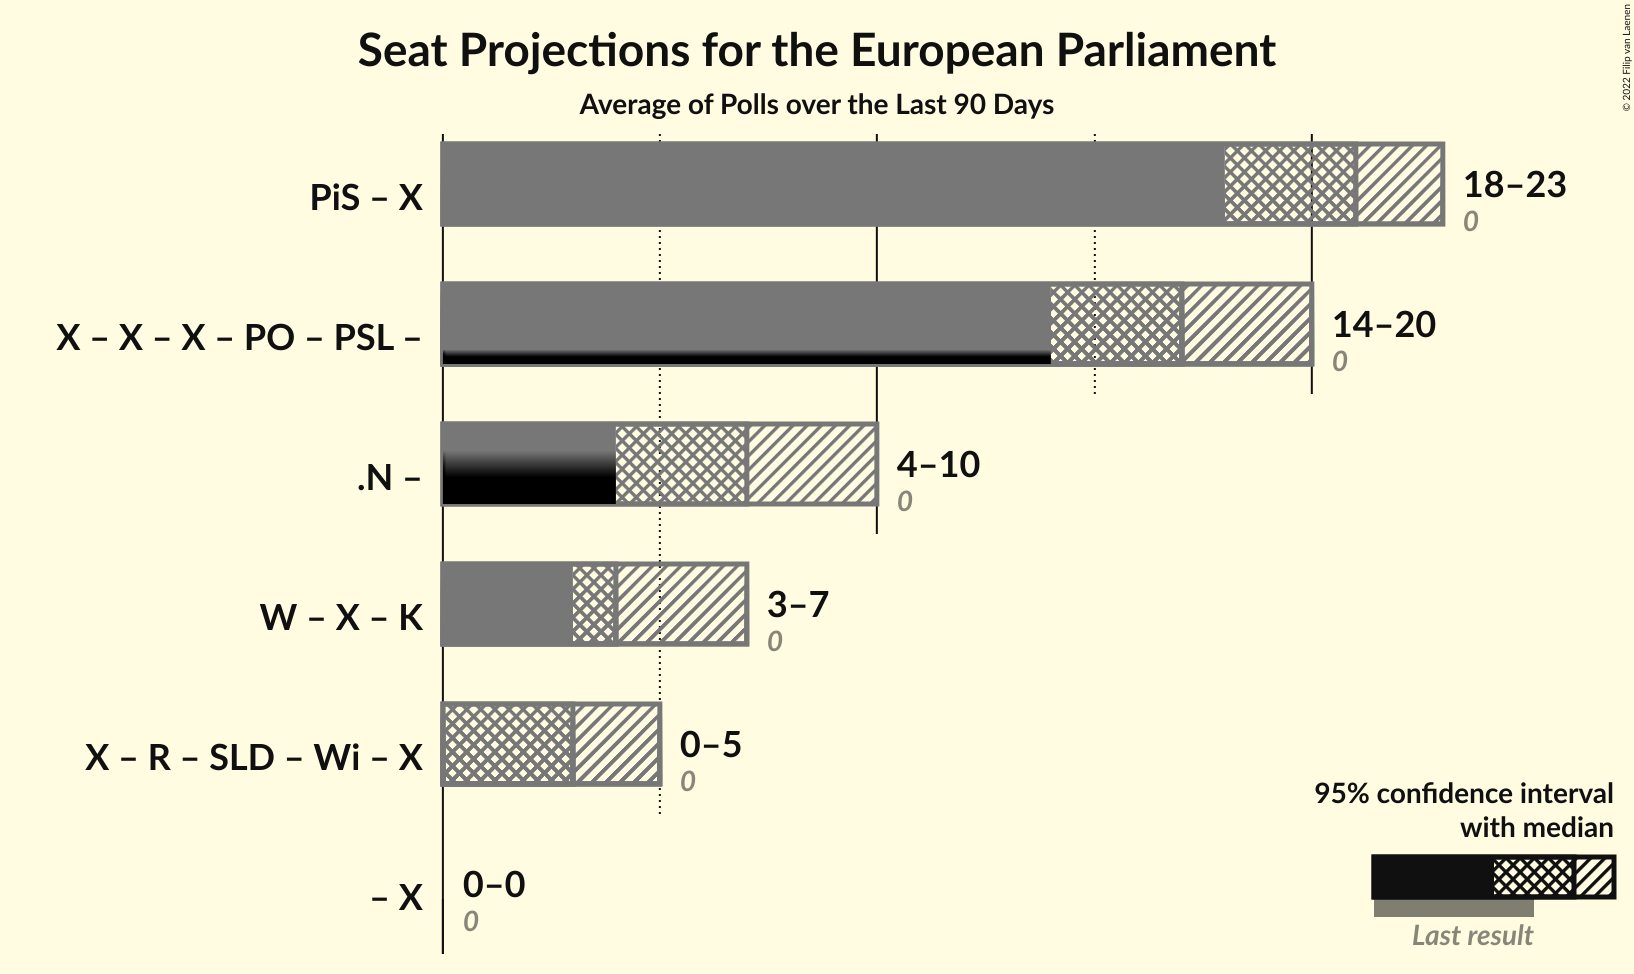 Seat Projections for the European Parliament
Average of Polls over the Last 90 Days
© 2022 Filip van Laenen
PiS – X
18–23
0
X – X – X – PO – PSL –
14–20
0
.N –
4–10
0
W – X – K
3–7
0
X – R – SLD – Wi – X
0–5
0
– X
0–0
0
95% confidence interval
with median
Last result